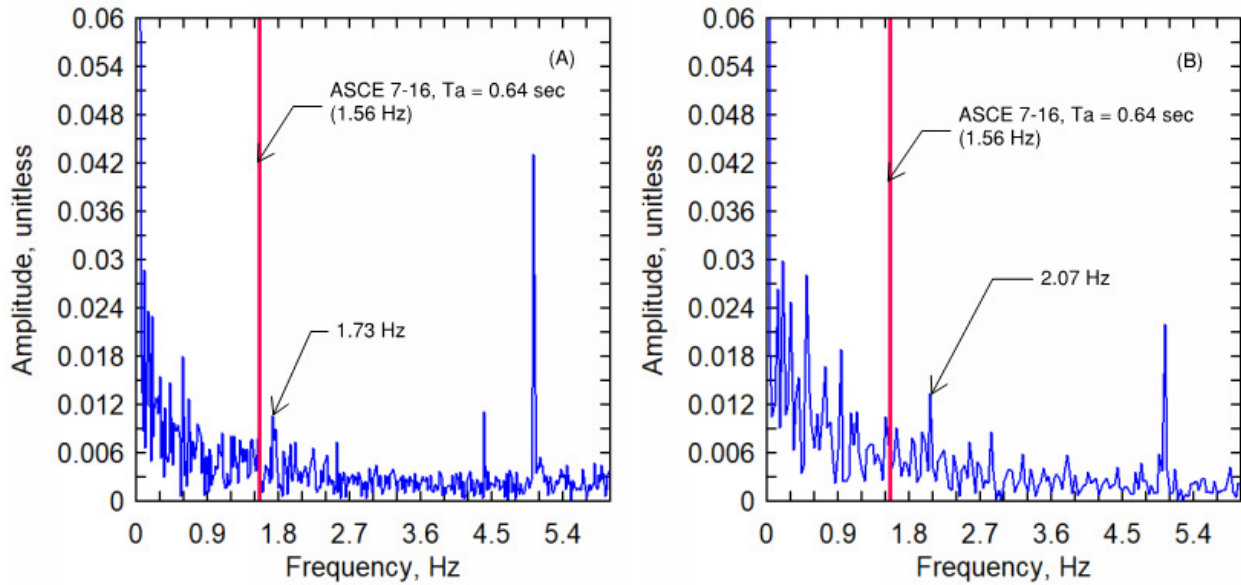 0.06
0.054
0.048
0.042
0.036
0.03
0.024
0.018
0.012
0.006
0
Amplitude, unitless
(A)
ASCE 7-16, Ta = 0.64 sec
(1.56 Hz)
1.73 Hz
0 0.9 1.8 2.7 3.6 4.5 5.4
Frequency, Hz
0.06
0.054
0.048
0.042
0.036
0.03
0.024
0.018
0.012
0.006
0
Amplitude, unitless
(B)
ASCE 7-16, Ta = 0.64 sec
(1.56 Hz)
2.07 Hz
0 0.9 1.8 2.7 3.6 4.5 5.4
Frequency, Hz